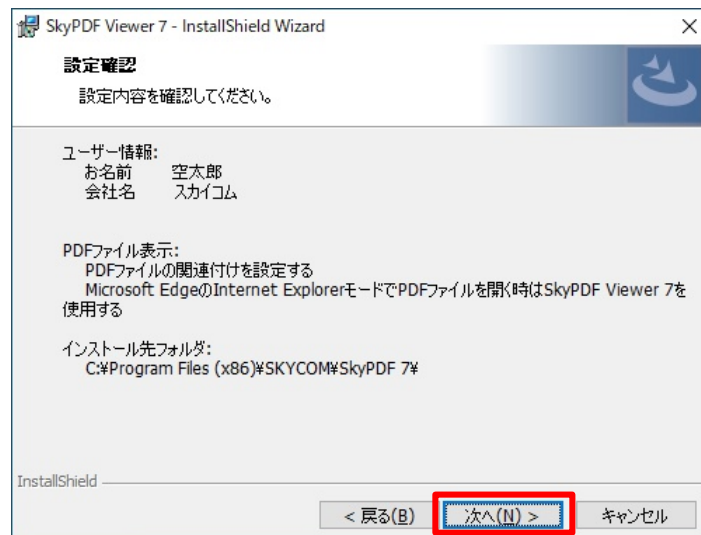 SkyPDF Viewer 7 - InstallShield Wizard
設定確認
設定内容を確認してください。
ユーザー情報:
お名前 空太郎
会社名 スカイコム
PDFファイル表示:
PDFファイルの関連付けを設定する
Microsoft EdgeのInternet ExplorerモードでPDFファイルを開く時はSkyPDF Viewer 7を
使用する
インストール先フォルダ:
C:¥Program Files (x86)¥SKYCOM¥SkyPDF 7¥
InstallShield
< 戻る(B) 次へ(N) > キャンセル